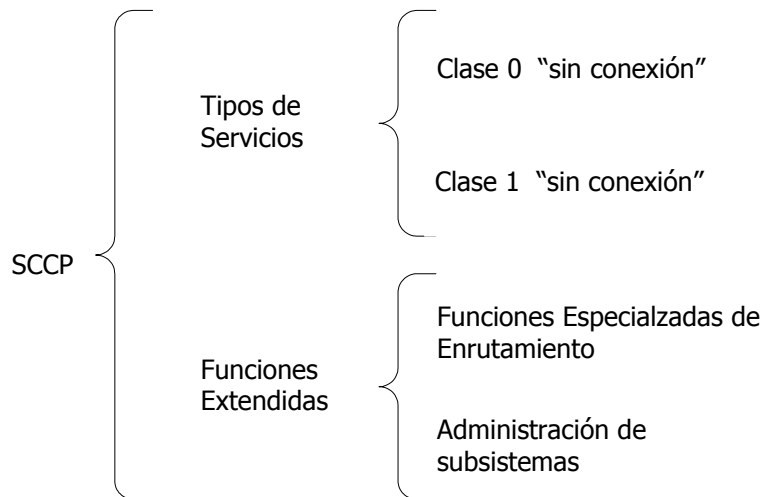 Clase 0 “sin conexión”
Tipos de
Servicios
Clase 1 “sin conexión”
SCCP
Funciones Especialzadas de
Enrutamiento
Funciones
Extendidas
Administración de
subsistemas